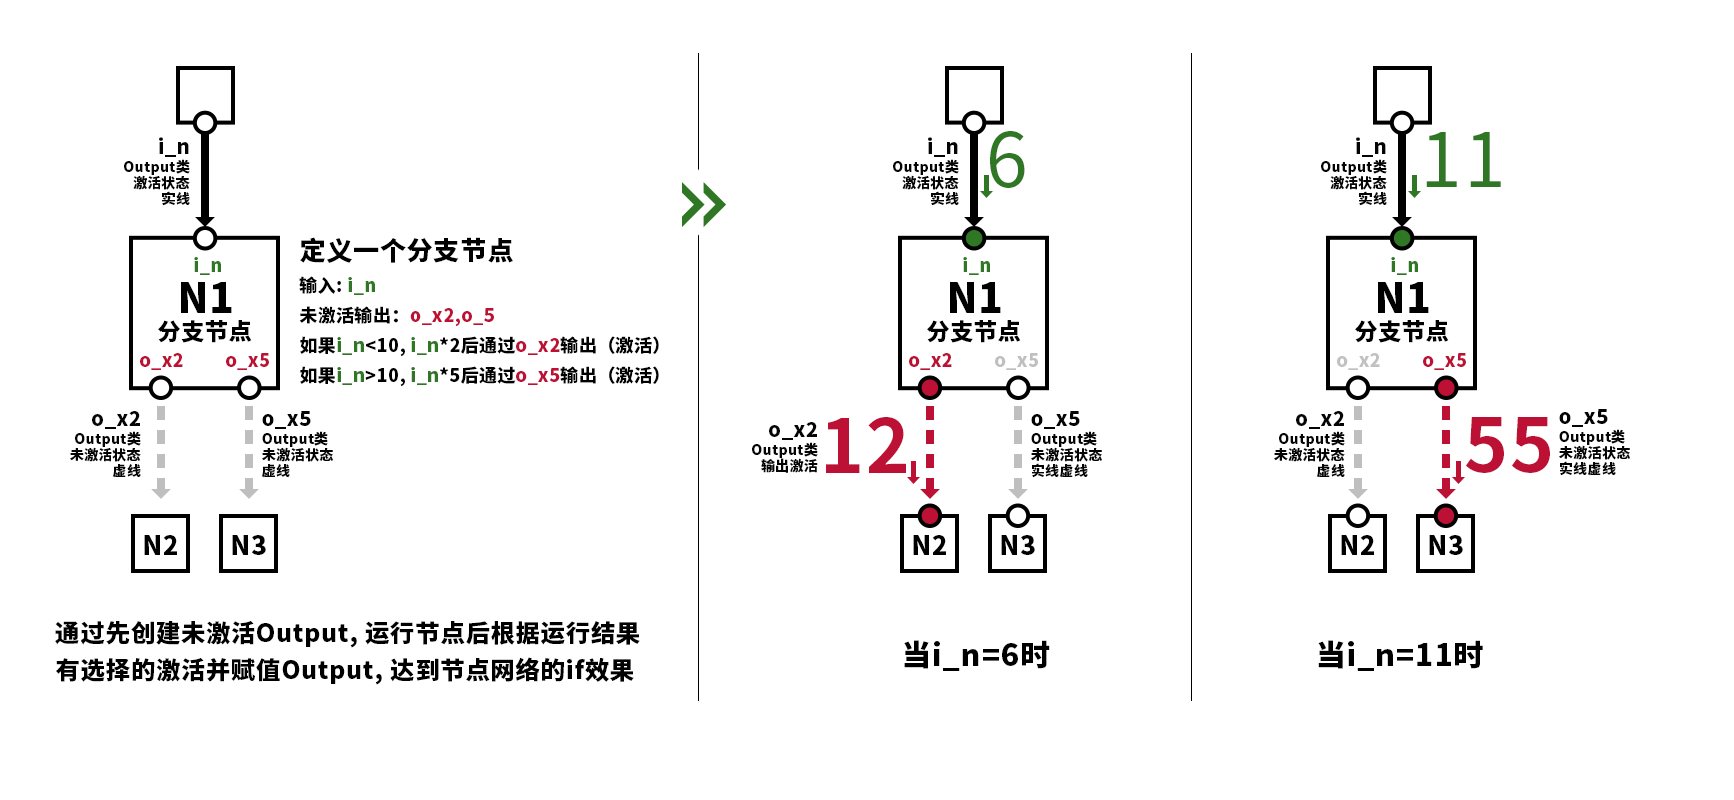 i_n
Output类
激活状态
实线
i_n
N1
分支节点
o_x2
o_x5
定义一个分支节点
输入: i_n
未激活输出：o_x2,o_5
如果i_n<10, i_n*2后通过o_x2输出（激活）
如果i_n>10, i_n*5后通过o_x5输出（激活）
o_x2
Output类
未激活状态
虚线
o_x5
Output类
未激活状态
虚线
N2
N3
通过先创建未激活Output, 运行节点后根据运行结果
有选择的激活并赋值Output, 达到节点网络的if效果
i_n
Output类
激活状态
实线
6
i_n
N1
分支节点
o_x2
o_x5
o_x2
Output类
输出激活
12
o_x5
Output类
未激活状态
实线虚线
N2
N3
当i_n=6时
i_n
Output类
激活状态
实线
11
i_n
N1
分支节点
o_x2
o_x5
o_x2
Output类
未激活状态
虚线
55
o_x5
Output类
未激活状态
实线虚线
N2
N3
当i_n=11时